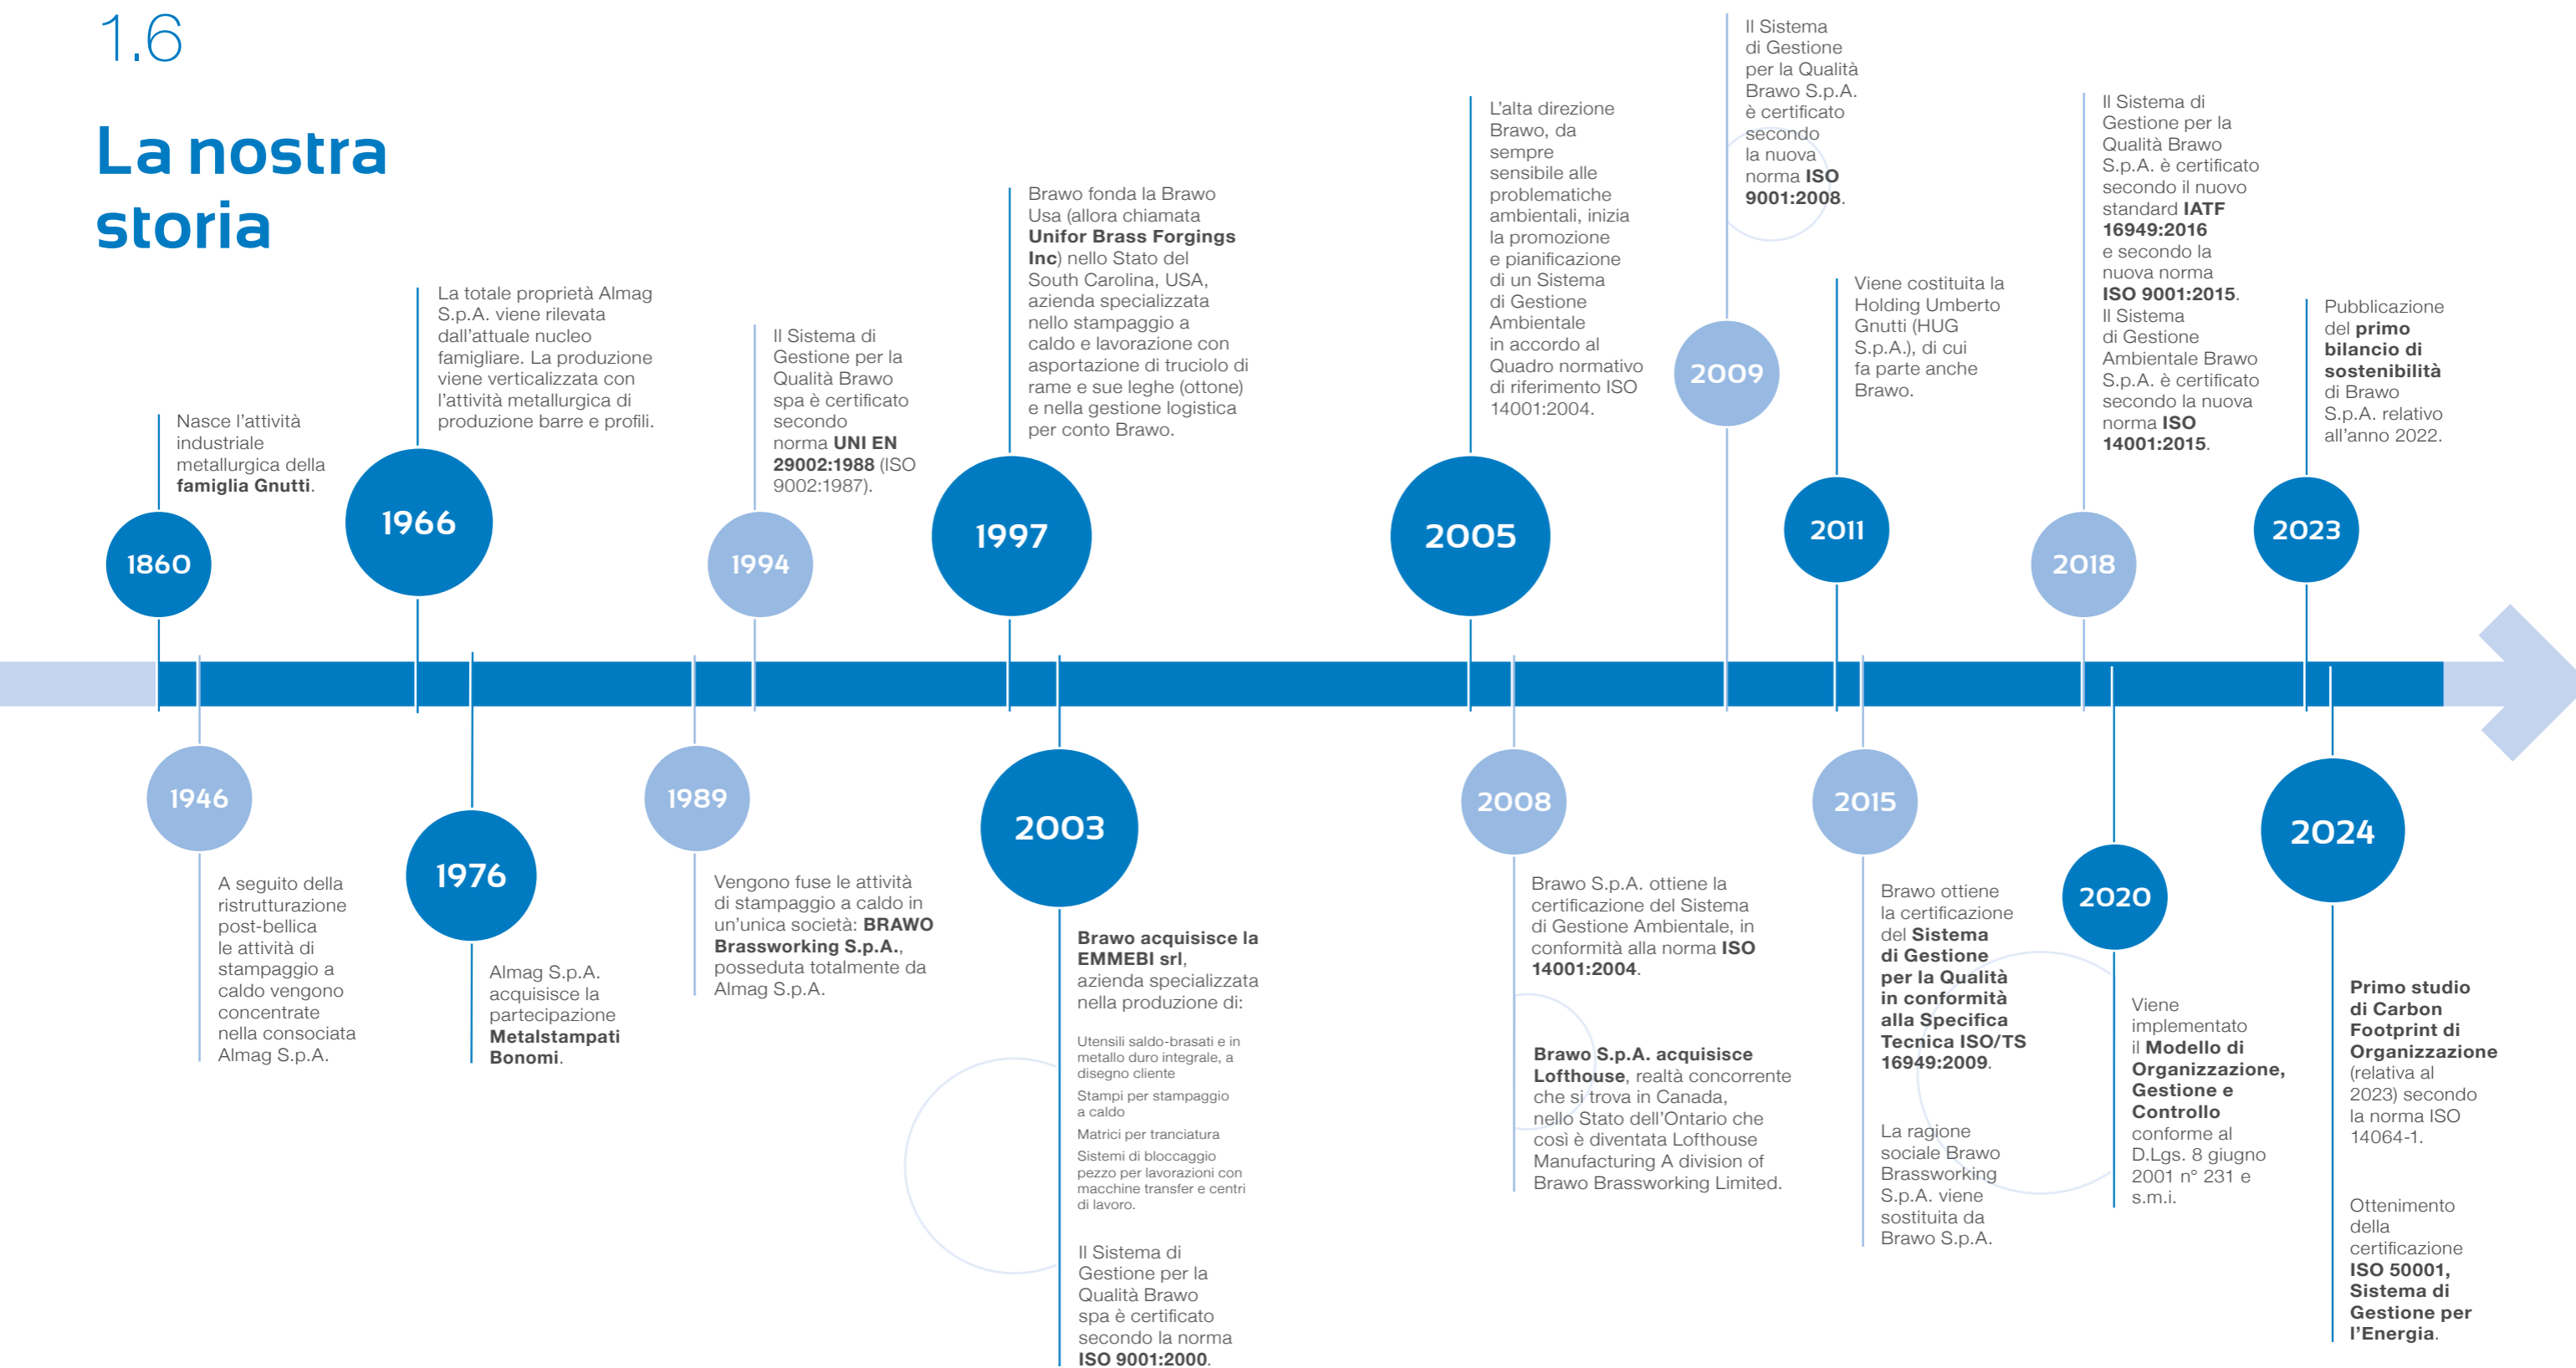 1.6
La nostra
storia
1860
Nasce l'attività
industriale
metallurgica della
famiglia Gnutti.
1946
A seguito della
ristrutturazione
post-bellica
le attività di
stampaggio a
caldo vengono
concentrate
nella consociata
Almag S.p.A.
1966
La totale proprietà Almag
S.p.A. viene rilevata
dall'attuale nucleo
famigliare. La produzione
viene verticalizzata con
l'attività metallurgica di
produzione barre e profili.
1976
Almag S.p.A.
acquisisce la
partecipazione
Metalstampati
Bonomi.
1989
Vengono fuse le attività
di stampaggio a caldo in
un'unica società: BRAWO
Brassworking S.p.A.,
posseduta totalmente da
Almag S.p.A.
1994
Il Sistema di
Gestione per la
Qualità Brawo
spa è certificato
secondo
norma UNI EN
29002:1988 (ISO
9002:1987).
1997
Brawo fonda la Brawo
Usa (allora chiamata
Unifor Brass Forgings
Inc) nello Stato del
South Carolina, USA,
azienda specializzata
nello stampaggio a
caldo e lavorazione con
asportazione di truciolo di
rame e sue leghe (ottone)
e nella gestione logistica
per conto Brawo.
2003
Brawo acquisisce la
EMMEBI srl,
azienda specializzata
nella produzione di:
Utensili saldo-brasati e in
metallo duro integrale, a
disegno cliente
Stampi per stampaggio
a caldo
Matrici per tranciatura
Sistemi di bloccaggio
pezzo per lavorazioni con
macchine transfer e centri
di lavoro.
Il Sistema di
Gestione per la
Qualità Brawo
spa è certificato
secondo la norma
ISO 9001:2000.
2005
L'alta direzione
Brawo, da
sempre
sensibile alle
problematiche
ambientali, inizia
la promozione
e pianificazione
di un Sistema
di Gestione
Ambientale
in accordo al
Quadro normativo
di riferimento ISO
14001:2004.
2008
Brawo S.p.A. ottiene la
certificazione del Sistema
di Gestione Ambientale, in
conformità alla norma ISO
14001:2004.
Brawo S.p.A. acquisisce
Lofthouse, realtà concorrente
che si trova in Canada,
nello Stato dell'Ontario che
così è diventata Lofthouse
Manufacturing A division of
Brawo Brassworking Limited.
2009
Il Sistema
di Gestione
per la Qualità
Brawo S.p.A.
è certificato
secondo
la nuova
norma ISO
9001:2008.
2011
Viene costituita la
Holding Umberto
Gnutti (HUG
S.p.A.), di cui
fa parte anche
Brawo.
2015
Brawo ottiene
la certificazione
del Sistema
di Gestione
per la Qualità
in conformità
alla Specifica
Tecnica ISO/TS
16949:2009.
La ragione
sociale Brawo
Brassworking
S.p.A. viene
sostituita da
Brawo S.p.A.
2018
Il Sistema di
Gestione per la
Qualità Brawo
S.p.A. è certificato
secondo il nuovo
standard IATF
16949:2016
e secondo la
nuova norma
ISO 9001:2015.
Il Sistema
di Gestione
Ambientale Brawo
S.p.A. è certificato
secondo la nuova
norma ISO
14001:2015.
2020
Viene
implementato
il Modello di
Organizzazione,
Gestione e
Controllo
conforme al
D.Lgs. 8 giugno
2001 n° 231 e
s.m.i.
2023
Pubblicazione
del primo
bilancio di
sostenibilità
di Brawo
S.p.A. relativo
all'anno 2022.
2024
Primo studio
di Carbon
Footprint di
Organizzazione
(relativa al
2023) secondo
la norma ISO
14064-1.
Ottenimento
della
certificazione
ISO 50001,
Sistema di
Gestione per
l'Energia.